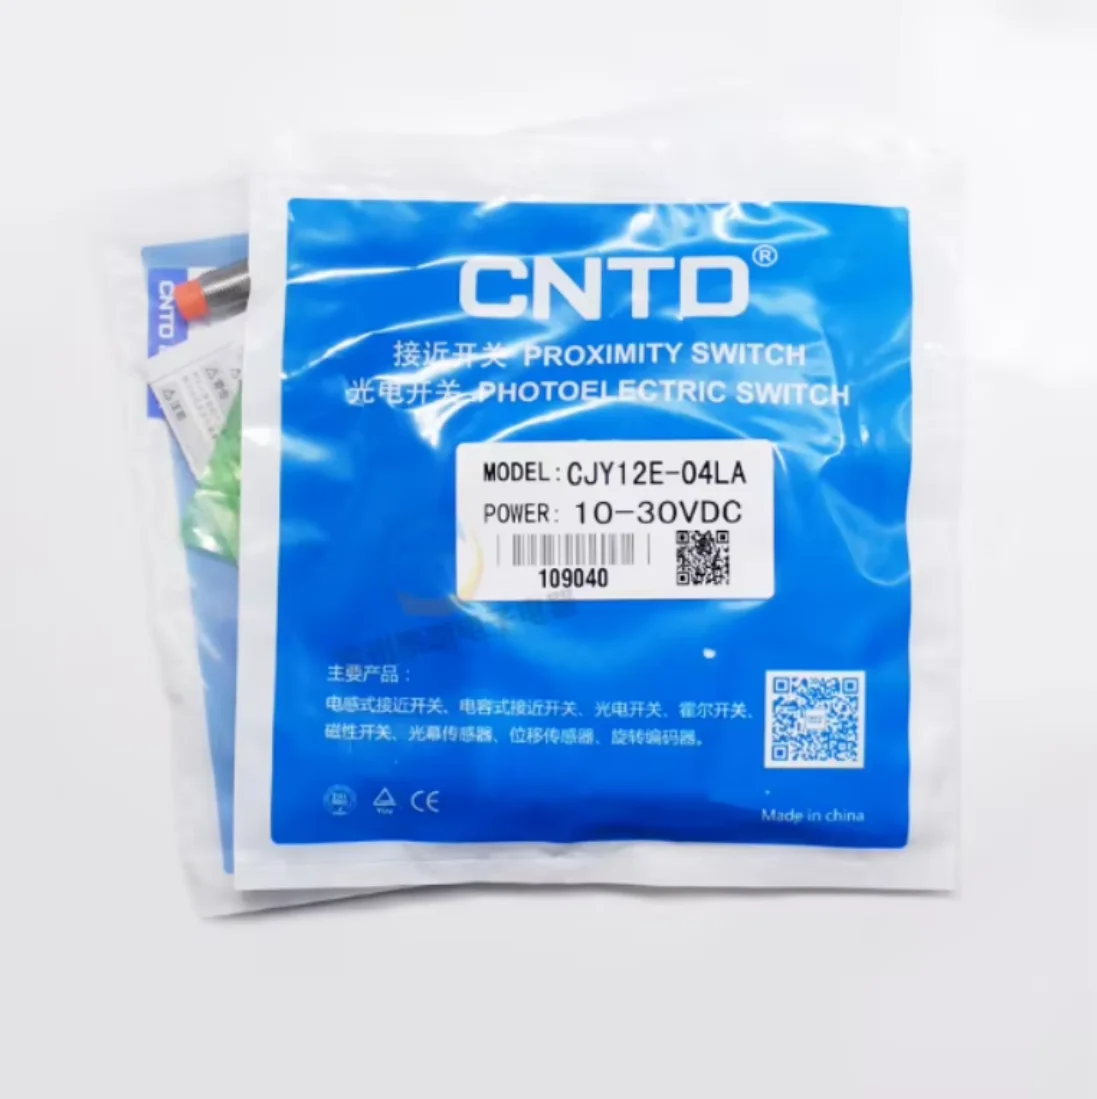 CNTD®
接近开关 PROXIMITY SWITCH
光电开关 PHOTOELECTRIC SWITCH
MODEL: CJY12E-04LA
POWER: 10-30VDC
109040
主要产品：
电感式接近开关、电容式接近开关、光电开关、霍尔开关、
磁性开关、光幕传感器、位移传感器、旋转编码器。
TUV
CE
Made in china
CNTD
注意